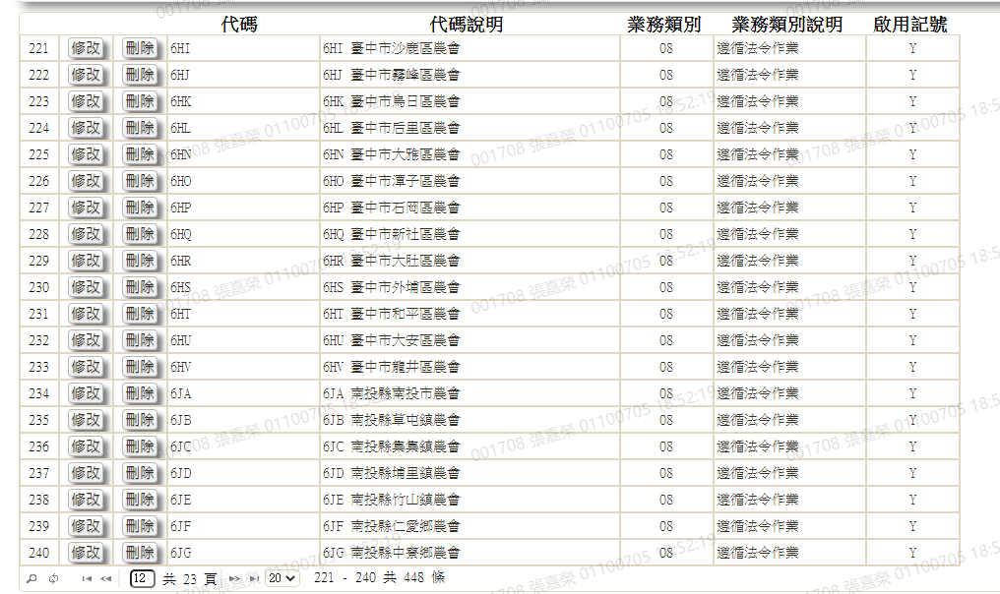 代碼 代碼說明 業務類別 業務類別說明 啟用記號
221 修改 刪除 6HI 6HI 臺中市沙鹿區農會 08 遵循法令作業 Y
222 修改 刪除 6HJ 6HJ 臺中市霧峰區農會 08 遵循法令作業 Y
223 修改 刪除 6HK 6HK 臺中市烏日區農會 08 遵循法令作業 Y
224 修改 刪除 6HL 6HL 臺中市后里區農會 08 遵循法令作業 Y
225 修改 刪除 6HN 6HN 臺中市大雅區農會 08 遵循法令作業 Y
226 修改 刪除 6HO 6HO 臺中市潭子區農會 08 遵循法令作業 Y
227 修改 刪除 6HP 6HP 臺中市石岡區農會 08 遵循法令作業 Y
228 修改 刪除 6HQ 6HQ 臺中市新社區農會 08 遵循法令作業 Y
229 修改 刪除 6HR 6HR 臺中市大肚區農會 08 遵循法令作業 Y
230 修改 刪除 6HS 6HS 臺中市外埔區農會 08 遵循法令作業 Y
231 修改 刪除 6HT 6HT 臺中市和平區農會 08 遵循法令作業 Y
232 修改 刪除 6HU 6HU 臺中市大安區農會 08 遵循法令作業 Y
233 修改 刪除 6HV 6HV 臺中市龍井區農會 08 遵循法令作業 Y
234 修改 刪除 6JA 6JA 南投縣南投市農會 08 遵循法令作業 Y
235 修改 刪除 6JB 6JB 南投縣草屯鎮農會 08 遵循法令作業 Y
236 修改 刪除 6JC 6JC 南投縣集集鎮農會 08 遵循法令作業 Y
237 修改 刪除 6JD 6JD 南投縣埔里鎮農會 08 遵循法令作業 Y
238 修改 刪除 6JE 6JE 南投縣竹山鎮農會 08 遵循法令作業 Y
239 修改 刪除 6JF 6JF 南投縣仁愛鄉農會 08 遵循法令作業 Y
240 修改 刪除 6JG 6JG 南投縣中寮鄉農會 08 遵循法令作業 Y
12 共 23 頁 20 221 - 240 共 448 條
001708 張嘉榮 01100705 18:52:19